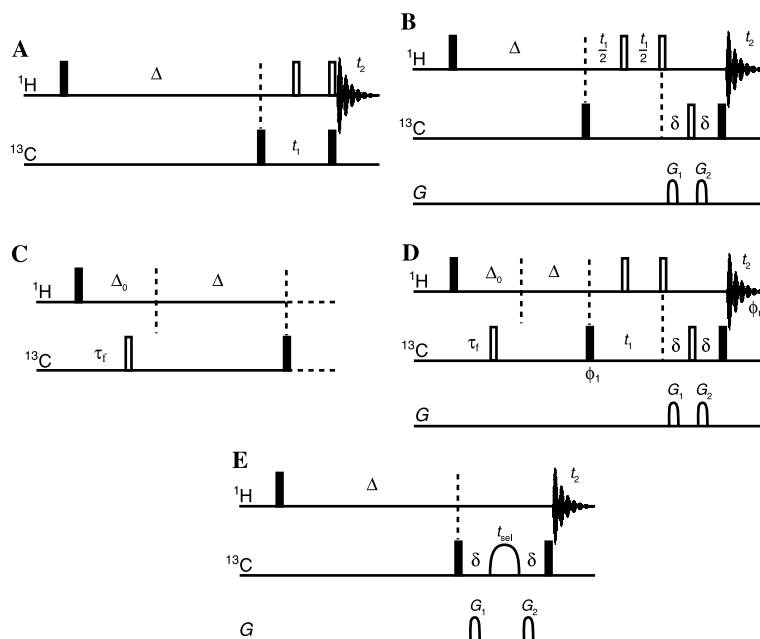 A
¹H
Δ
t₂
¹³C
t₁
B
¹H
Δ
t₁/2
t₁/2
t₂
¹³C
δ
δ
G
G₁
G₂
C
¹H
Δ₀
Δ
¹³C
τf
D
¹H
Δ₀
Δ
t₂
¹³C
τf
ϕ₁
t₁
δ
δ
G
G₁
G₂
E
¹H
Δ
t₂
¹³C
δ
tsel
δ
G
G₁
G₂